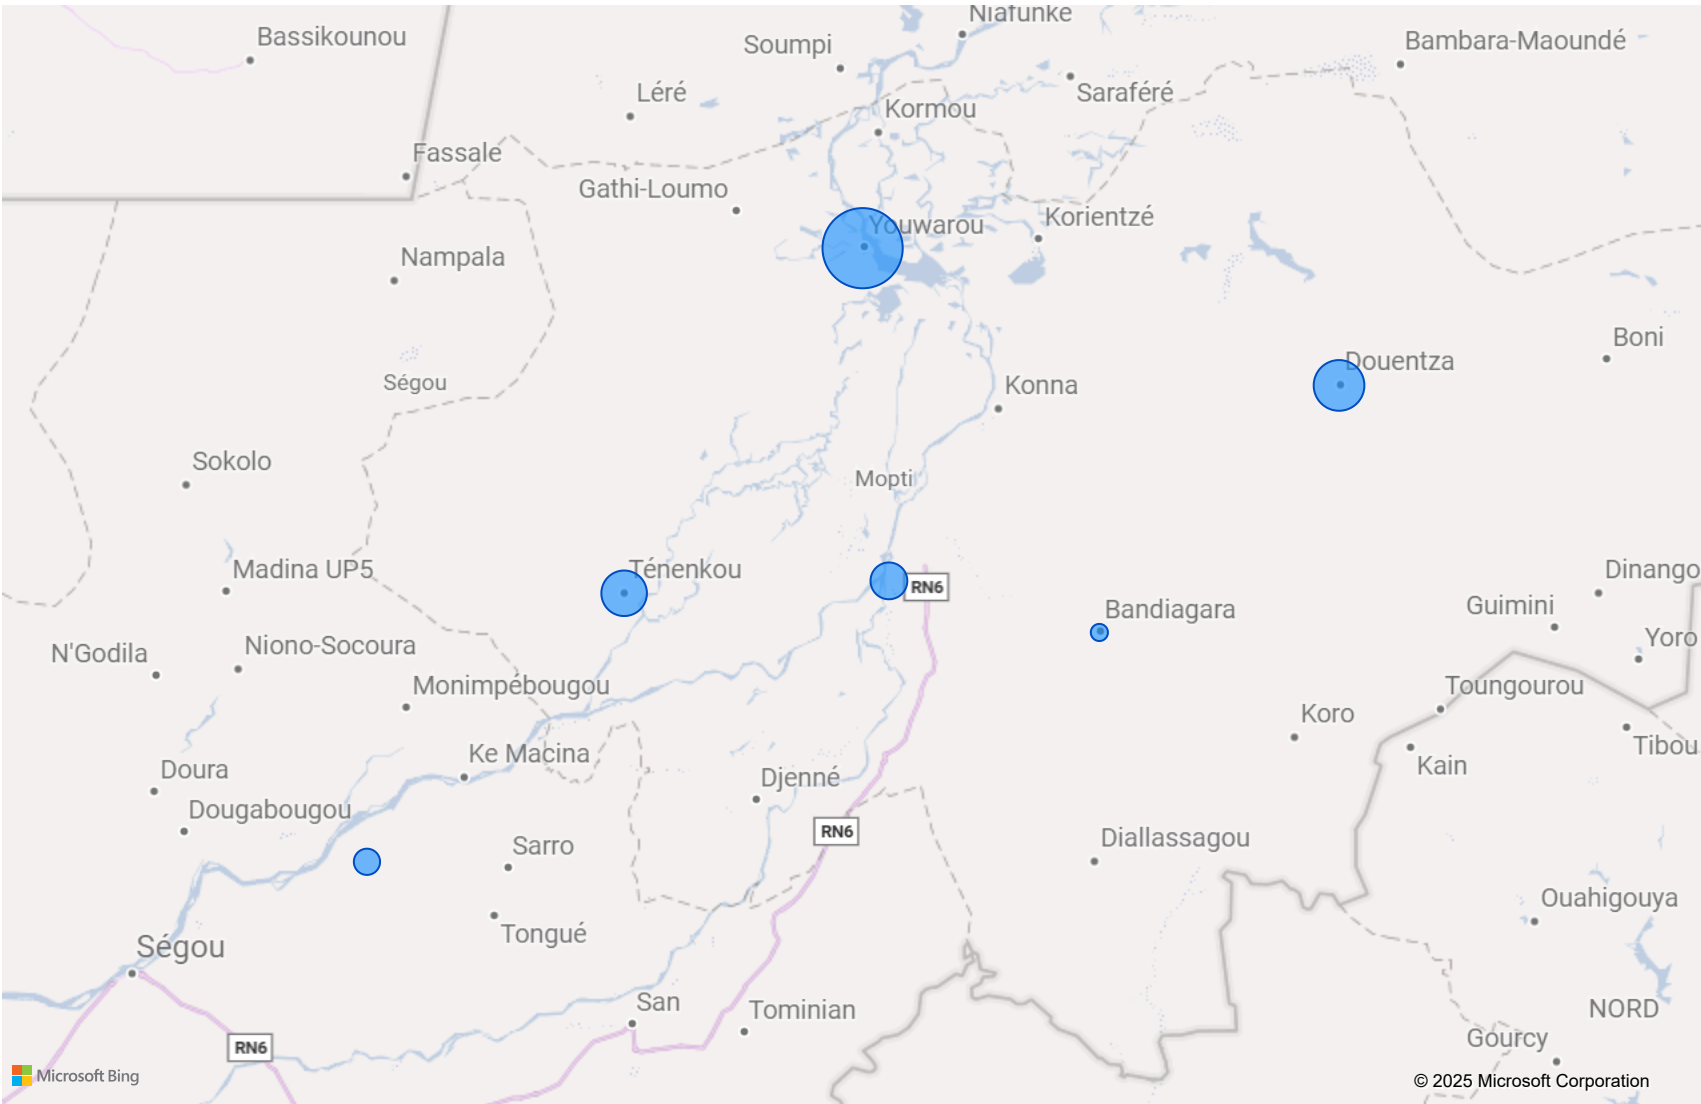 Niafunke
Bassikounou
Soumpi
Bambara-Maoundé
Léré
Saraféré
Kormou
Fassale
Gathi-Loumo
Korientzé
Youwarou
Nampala
Boni
Douentza
Ségou
Konna
Sokolo
Mopti
Madina UP5
Ténenkou
Dinango
RN6
Guimini
Bandiagara
Yoro
N'Godila
Niono-Socoura
Monimpébougou
Toungourou
Koro
Tibou
Ke Macina
Kain
Doura
Djenné
Dougabougou
RN6
Diallassagou
Sarro
Ouahigouya
Tongué
Ségou
San
Tominian
NORD
Gourcy
RN6
Microsoft Bing
© 2025 Microsoft Corporation